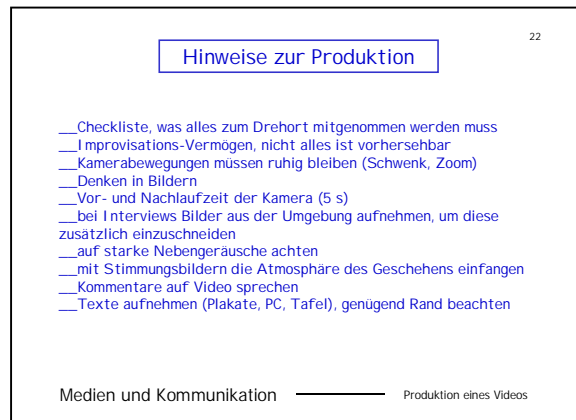 22
Hinweise zur Produktion
__Checkliste, was alles zum Drehort mitgenommen werden muss
__Improvisations-Vermögen, nicht alles ist vorhersehbar
__Kamerabewegungen müssen ruhig bleiben (Schwenk, Zoom)
__Denken in Bildern
__Vor- und Nachlaufzeit der Kamera (5 s)
__bei Interviews Bilder aus der Umgebung aufnehmen, um diese
zusätzlich einzuschneiden
__auf starke Nebengeräusche achten
__mit Stimmungsbildern die Atmosphäre des Geschehens einfangen
__Kommentare auf Video sprechen
__Texte aufnehmen (Plakate, PC, Tafel), genügend Rand beachten
Medien und Kommunikation Produktion eines Videos